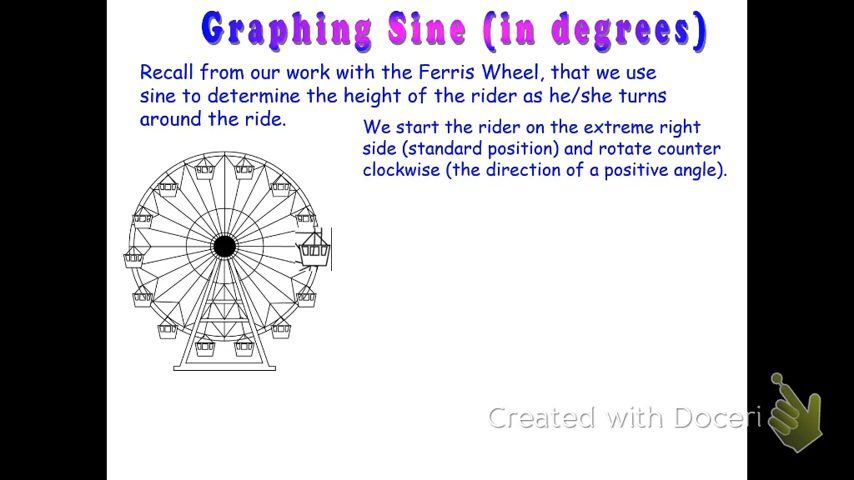 Graphing Sine (in degrees)
Recall from our work with the Ferris Wheel, that we use
sine to determine the height of the rider as he/she turns
around the ride.
We start the rider on the extreme right
side (standard position) and rotate counter
clockwise (the direction of a positive angle).
Created with Doceri